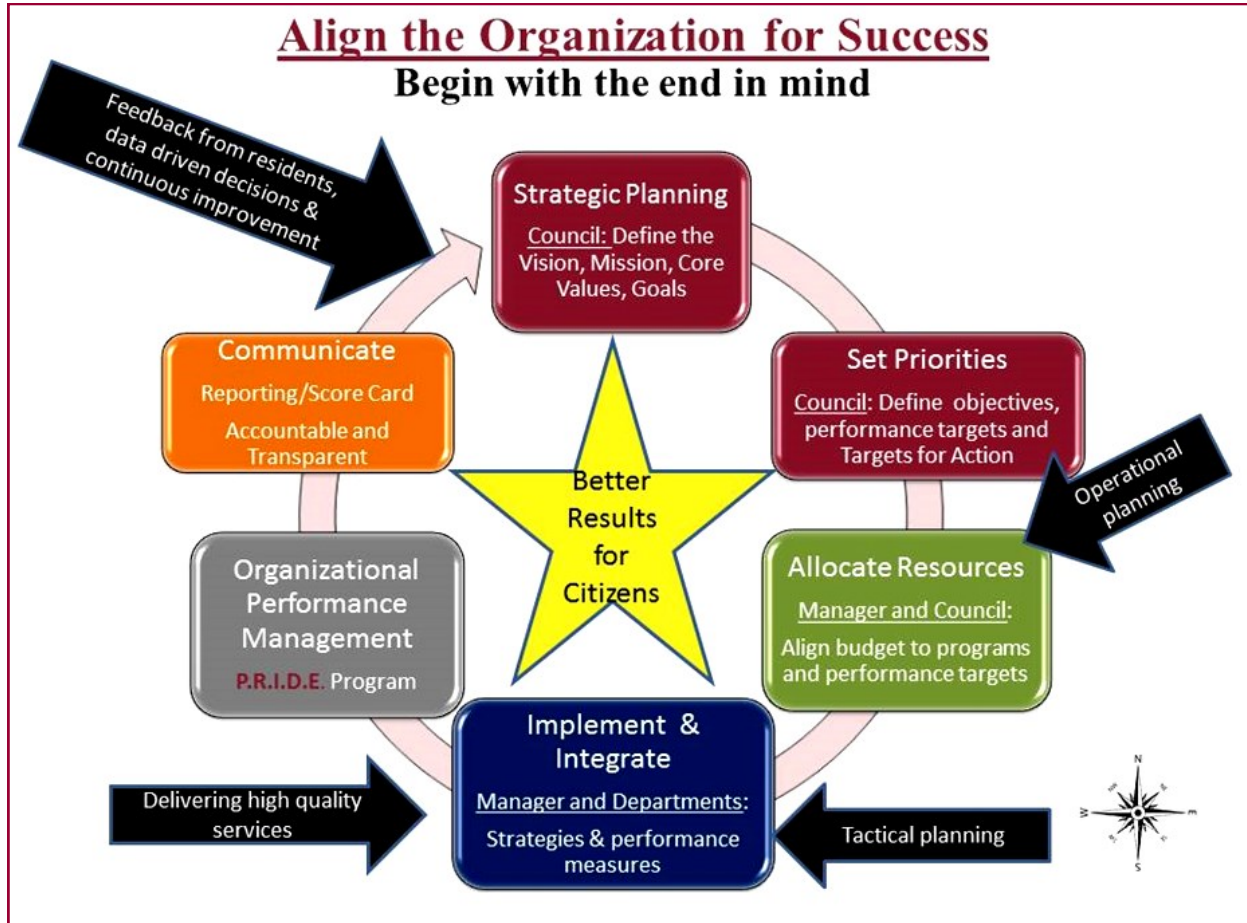 Align the Organization for Success
Begin with the end in mind
Feedback from residents,
data driven decisions &
continuous improvement
Strategic Planning
Council: Define the
Vision, Mission, Core
Values, Goals
Set Priorities
Council: Define objectives,
performance targets and
Targets for Action
Operational
planning
Allocate Resources
Manager and Council:
Align budget to programs
and performance targets
Implement &
Integrate
Manager and Departments:
Strategies & performance
measures
Tactical planning
Delivering high quality
services
Organizational
Performance
Management
P.R.I.D.E. Program
Communicate
Reporting/Score Card
Accountable and
Transparent
Better
Results
for
Citizens
N
W
E
S